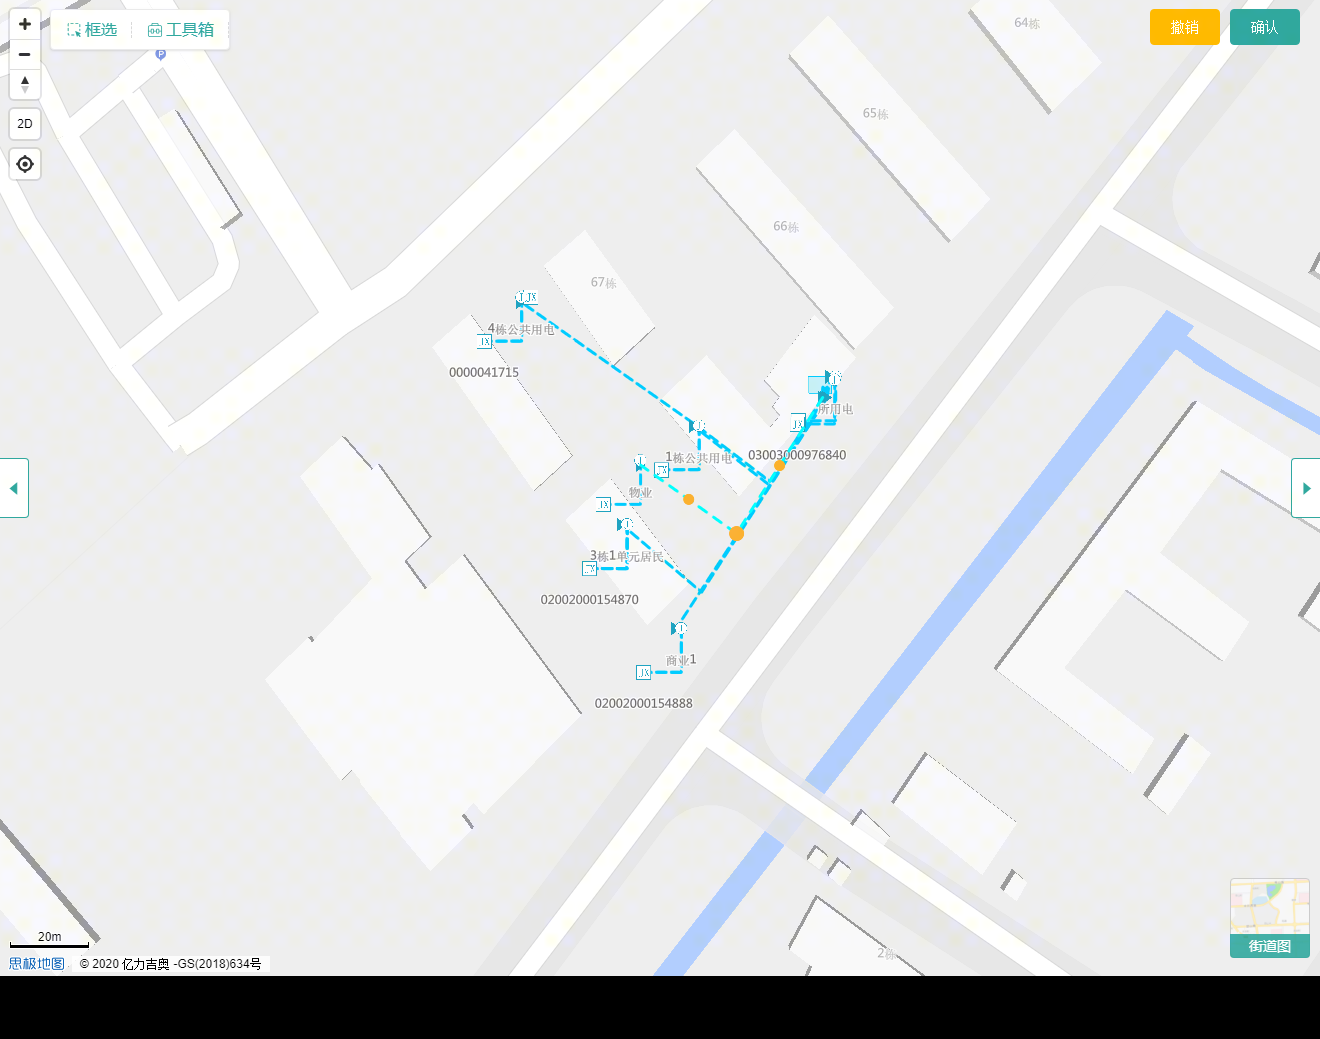 框选
工具箱
撤销
确认
2D
P
64栋
65栋
66栋
67栋
JX
4栋公共用电
JX
0000041715
所用电
JX
03003000976840
1栋公共用电
JX
物业
JX
3栋1单元居民
JX
02002000154870
商业1
JX
02002000154888
2栋
20m
思极地图
© 2020 亿力吉奥 -GS(2018)634号
街道图